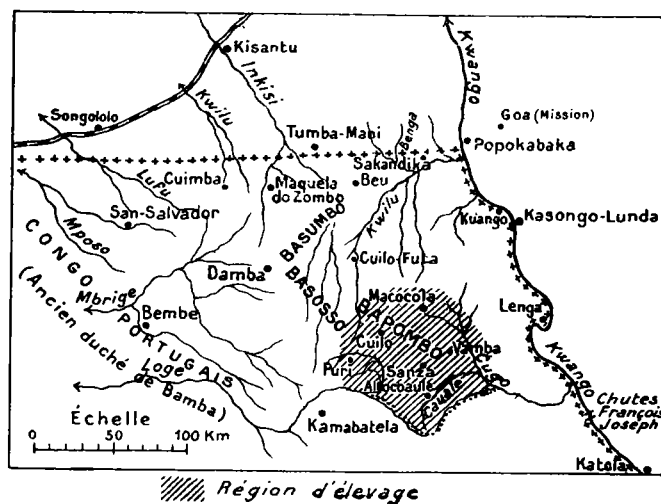 Kisantu
Inkisi
Kwango
Goa (Mission)
Songololo
Kwilu
Benga
Tumba-Mani
Popokabaka
Sakandika
Lufu
Cuimba
Maquela
do Zombo
Beu
San-Salvador
Mposo
Kwilu
Kuango
Kasongo-Lunda
BASUMBO
CONGO
PORTUGAIS
(Ancien duché
de Bamba)
Damba
Cuilo-Futa
BASOSSO
Mbrige
Bembe
Macocola
BAPOMBO
Lenga
Cuilo
Loge
Puri
Sanza
Cugo
Cauale
Kwango
Échelle
0 50 100 Km
Kamabatela
Chutes
François
Joseph
Katola
Région d'élevage